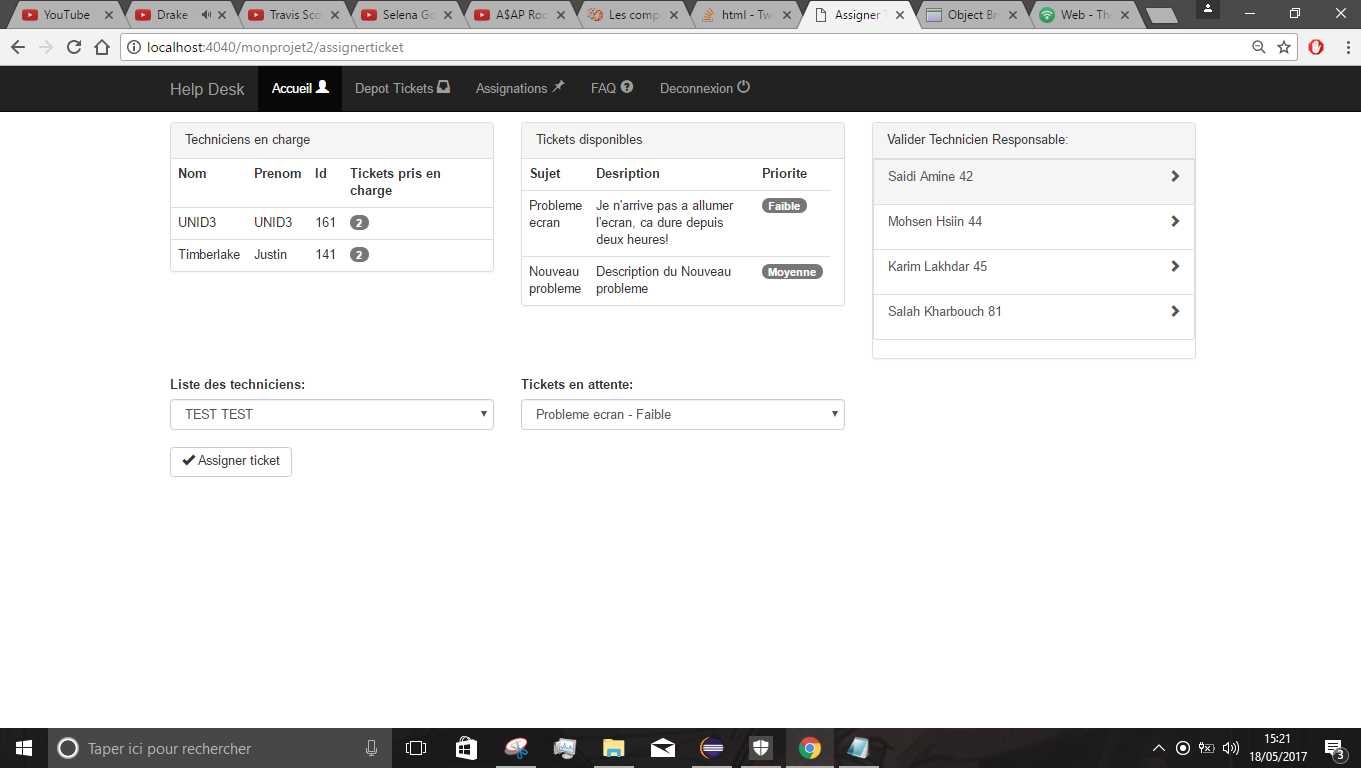 YouTube
Drake
Travis Sco
Selena Go
A$AP Roc
Les comp
html - Tw
Assigner T
Object Br
Web - Th
localhost:4040/monprojet2/assignerticket
Help Desk Accueil Depot Tickets Assignations FAQ Deconnexion
Techniciens en charge
Nom Prenom Id Tickets pris en charge
UNID3 UNID3 161 2
Timberlake Justin 141 2
Tickets disponibles
Sujet Desription Priorite
Probleme ecran Je n'arrive pas a allumer l'ecran, ca dure depuis deux heures! Faible
Nouveau probleme Description du Nouveau probleme Moyenne
Valider Technicien Responsable:
Saidi Amine 42
Mohsen Hsiin 44
Karim Lakhdar 45
Salah Kharbouch 81
Liste des techniciens:
TEST TEST
Tickets en attente:
Probleme ecran - Faible
Assigner ticket
Taper ici pour rechercher
15:21
18/05/2017
3